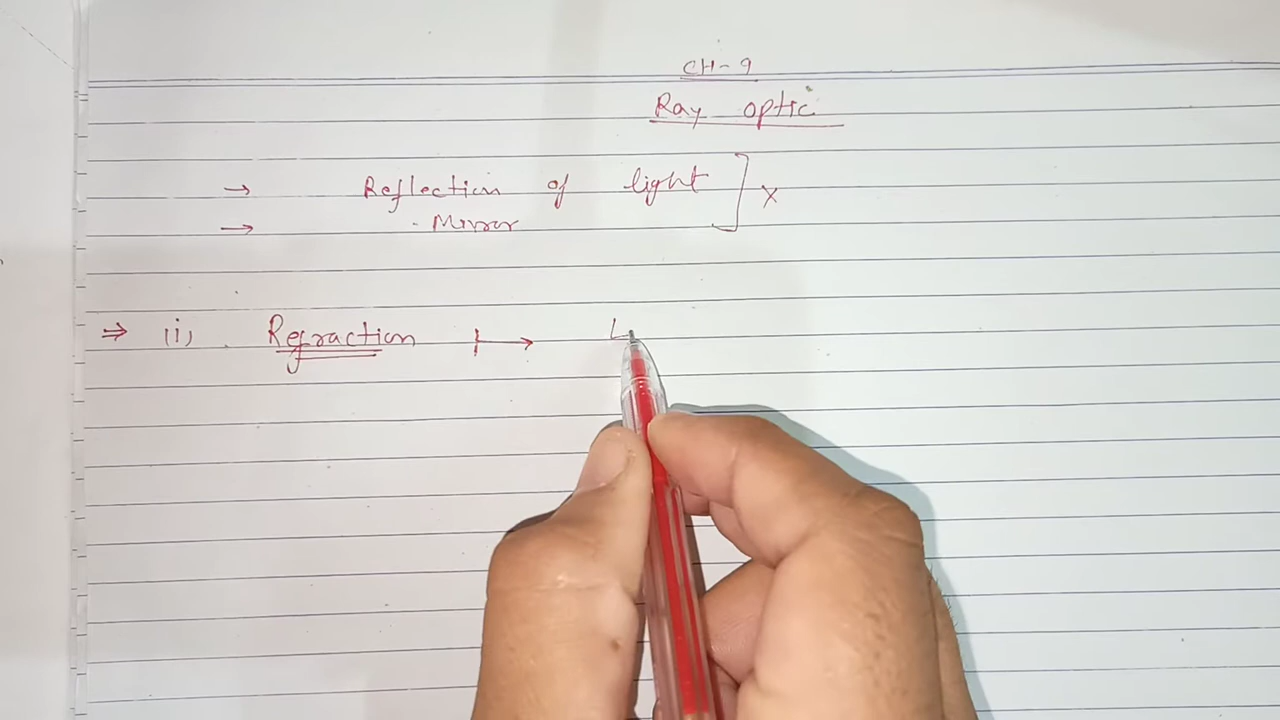 CH-9
Ray optic
→ Reflection of light ] X
→ . Mirror
⇒ (i), . Refraction }→ L